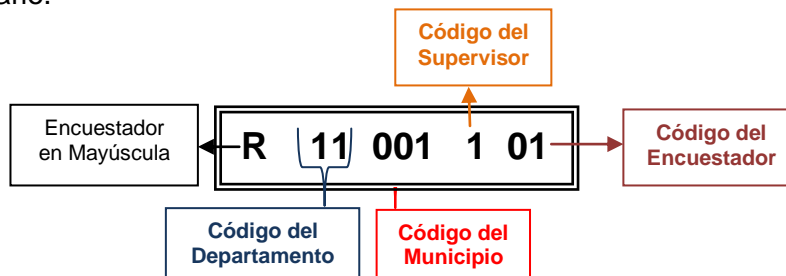 Código del
Supervisor
Encuestador
en Mayúscula
R 11 001 1 01
Código del
Encuestador
Código del
Departamento
Código del
Municipio